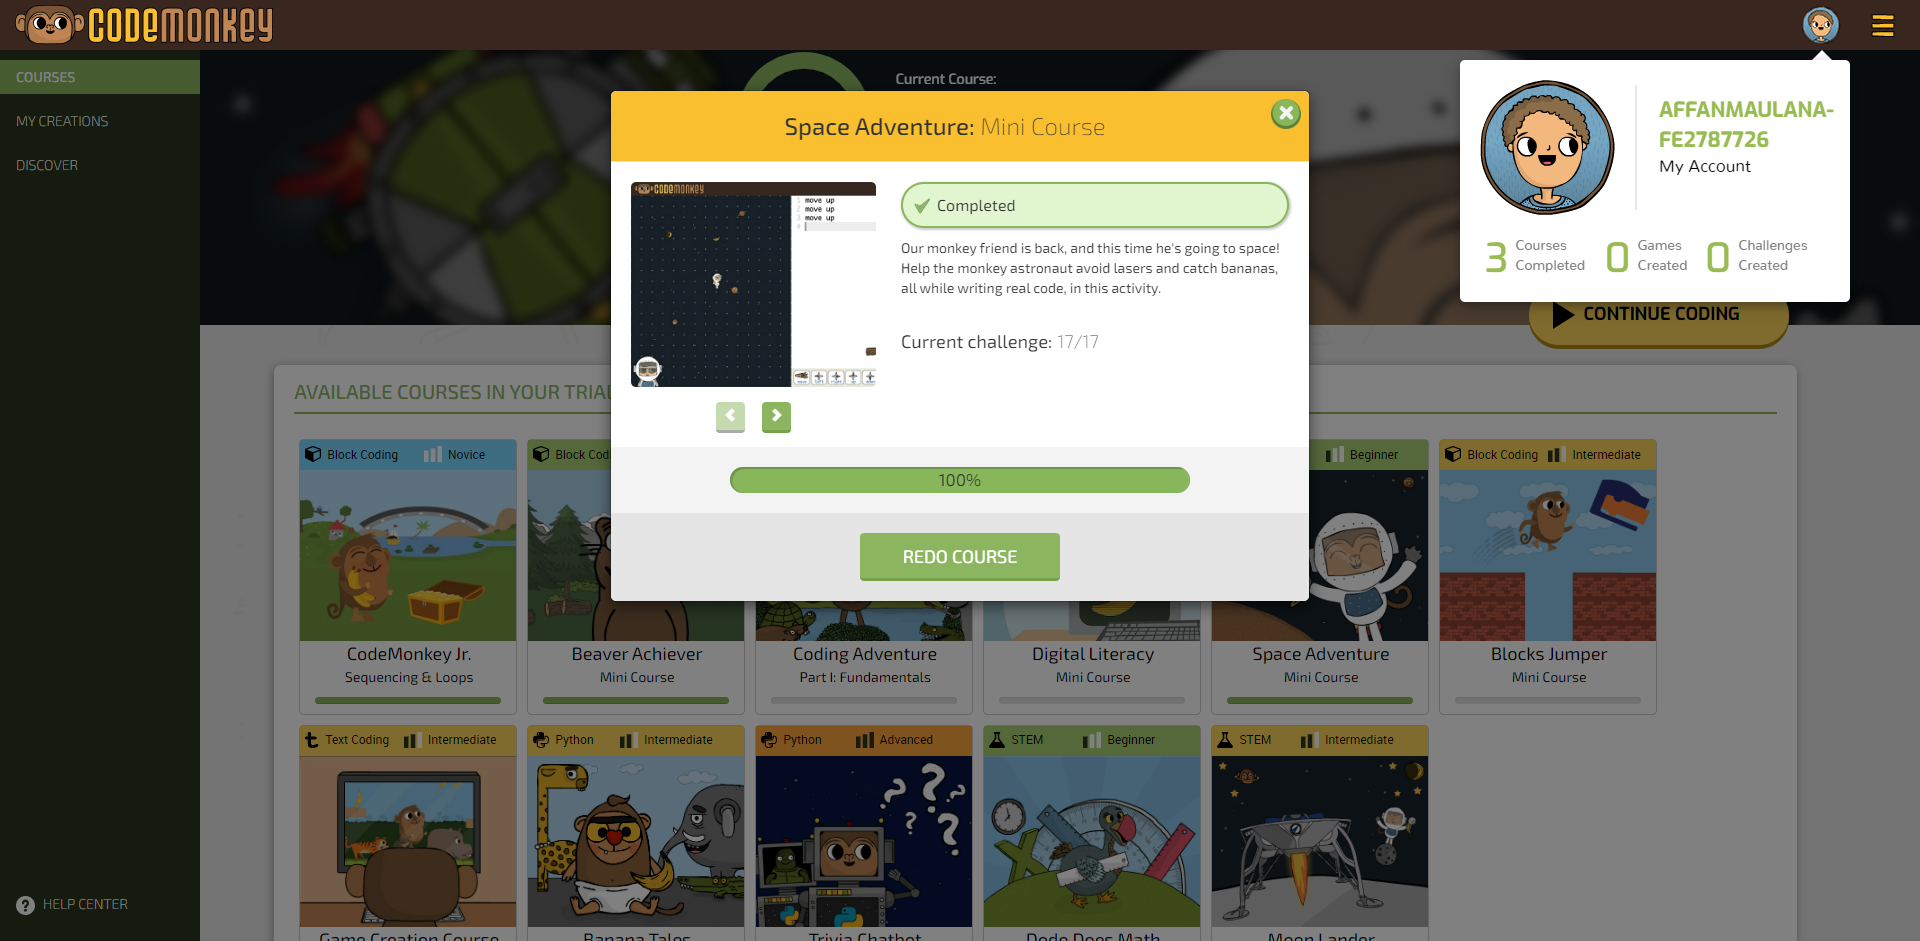 CODEMONKEY
COURSES
MY CREATIONS
DISCOVER
HELP CENTER
Current Course:
Space Adventure: Mini Course
CODEMONKEY
1 move up
2 move up
3 move up
4
Completed
Our monkey friend is back, and this time he's going to space!
Help the monkey astronaut avoid lasers and catch bananas,
all while writing real code, in this activity.
Current challenge: 17/17
100%
REDO COURSE
AFFANMAULANA-
FE2787726
My Account
3 Courses Completed
0 Games Created
0 Challenges Created
CONTINUE CODING
AVAILABLE COURSES IN YOUR TRIAL
Block Coding Novice
CodeMonkey Jr.
Sequencing & Loops
Block Cod
Beaver Achiever
Mini Course
Coding Adventure
Part I: Fundamentals
Digital Literacy
Mini Course
Beginner
Space Adventure
Mini Course
Block Coding Intermediate
Blocks Jumper
Mini Course
Text Coding Intermediate
Game Creation Course
Python Intermediate
Banana Tales
Python Advanced
Trivia Chatbot
STEM Beginner
Dodo Does Math
STEM Intermediate
Moon Lander